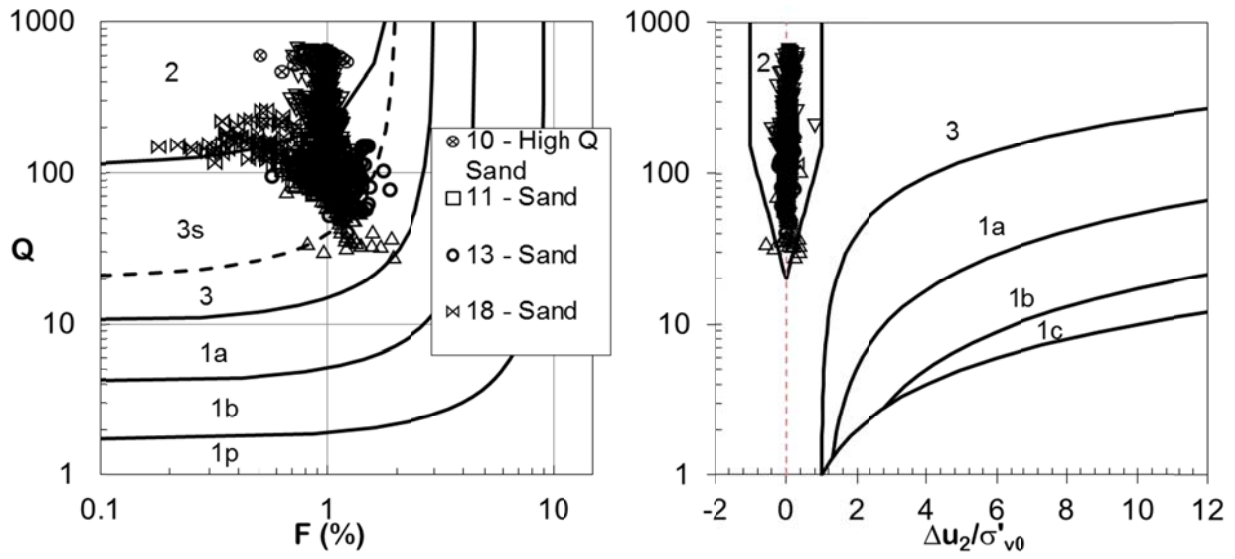 1000
100
10
1
Q
0.1
1
10
F (%)
2
3s
3
1a
1b
1p
10 - High Q
Sand
11 - Sand
13 - Sand
18 - Sand
1000
100
10
1
-2
0
2
4
6
8
10
12
Δu₂/σ'v0
2
3
1a
1b
1c